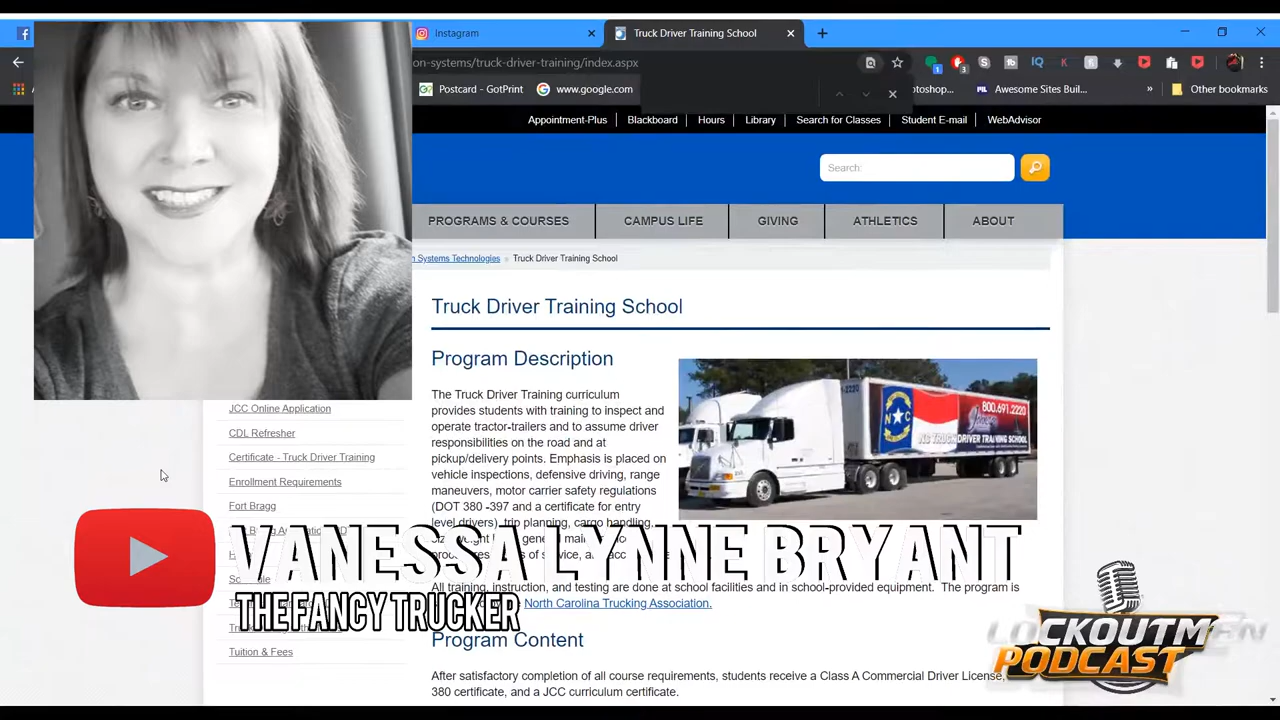 Instagram
Truck Driver Training School
on-systems/truck-driver-training/index.aspx
Postcard - GotPrint
www.google.com
Awesome Sites Buil...
»
Other bookmarks
Appointment-Plus
Blackboard
Hours
Library
Search for Classes
Student E-mail
WebAdvisor
Search:
PROGRAMS & COURSES
CAMPUS LIFE
GIVING
ATHLETICS
ABOUT
n Systems Technologies » Truck Driver Training School
Truck Driver Training School
Program Description
The Truck Driver Training curriculum
provides students with training to inspect and
operate tractor-trailers and to assume driver
responsibilities on the road and at
pickup/delivery points. Emphasis is placed on
vehicle inspections, defensive driving, range
maneuvers, motor carrier safety regulations
(DOT 380 -397 and a certificate for entry
level drivers), trip planning, cargo handling,
800.691.2220
NC TRUCK DRIVER TRAINING SCHOOL
JCC Online Application
CDL Refresher
Certificate - Truck Driver Training
Enrollment Requirements
Fort Bragg
Tuition & Fees
VANESSA LYNNE BRYANT
THE FANCY TRUCKER
All training, instruction, and testing are done at school facilities and in school-provided equipment. The program is
North Carolina Trucking Association.
Program Content
After satisfactory completion of all course requirements, students receive a Class A Commercial Driver License,
380 certificate, and a JCC curriculum certificate.
LOCKOUTMEN
PODCAST